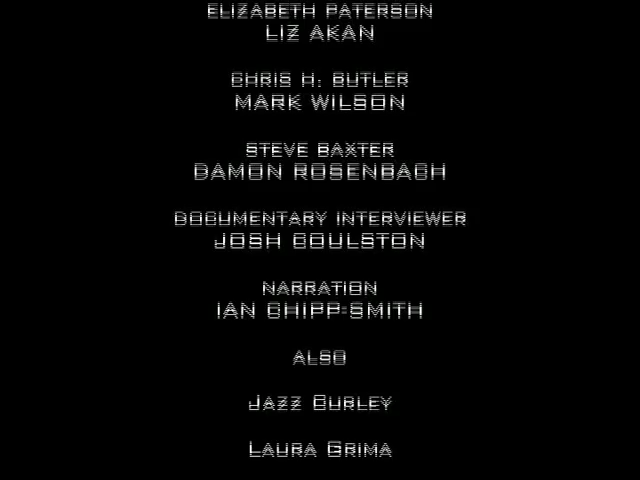 ELIZABETH PATERSON
LIZ AKAN
CHRIS H. BUTLER
MARK WILSON
STEVE BAXTER
DAMON ROSENBACH
DOCUMENTARY INTERVIEWER
JOSH COULSTON
NARRATION
IAN CHIPP-SMITH
ALSO
JAZZ CURLEY
LAURA GRIMA